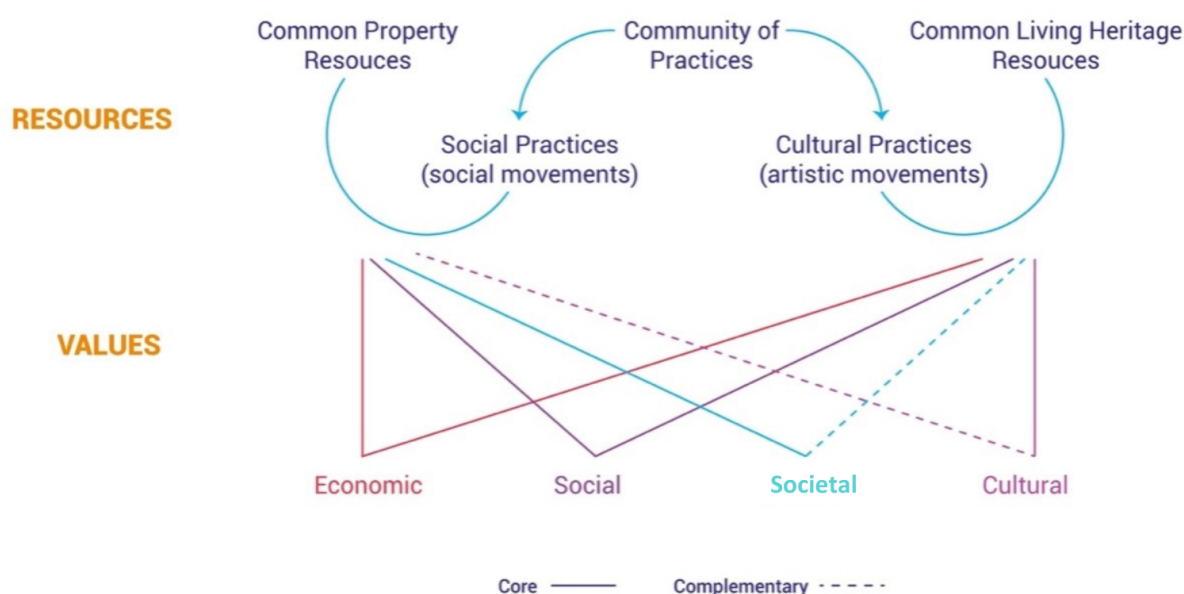 Common Property
Resouces
Community of
Practices
Common Living Heritage
Resouces
RESOURCES
Social Practices
(social movements)
Cultural Practices
(artistic movements)
VALUES
Economic
Social
Societal
Cultural
Core
Complementary